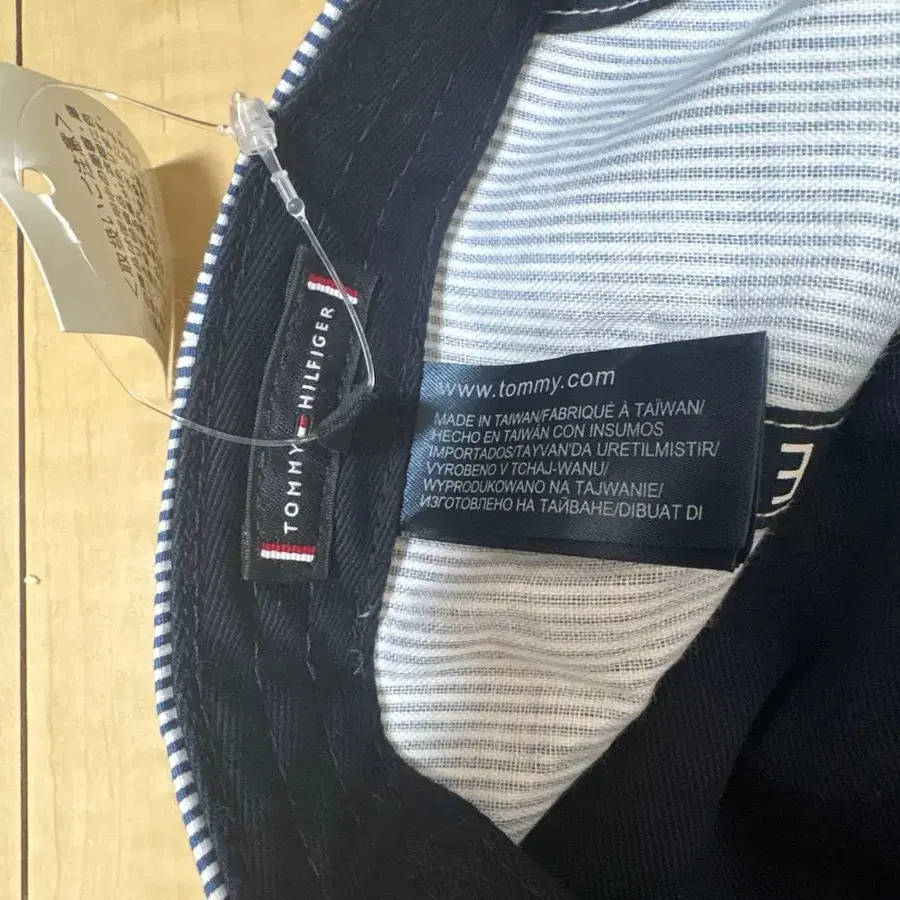 TOMMY HILFIGER
www.tommy.com
MADE IN TAIWAN/FABRIQUÉ À TAÏWAN/
HECHO EN TAIWÁN CON INSUMOS
IMPORTADOS/TAYVAN'DA URETILMISTIR/
VYROBENO V TCHAJ-WANU/
WYPRODUKOWANO NA TAJWANIE/
ИЗГОТОВЛЕНО НА ТАЙВАНЕ/DIBUAT DI
E